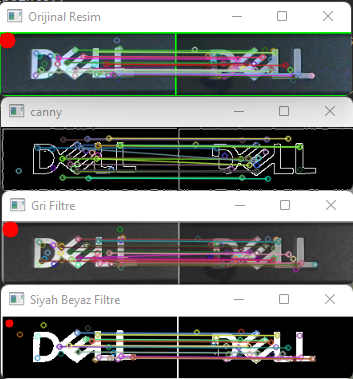 Orijinal Resim
DELL DELL
canny
DELL DELL
Gri Filtre
DELL DELL
Siyah Beyaz Filtre
DELL DELL